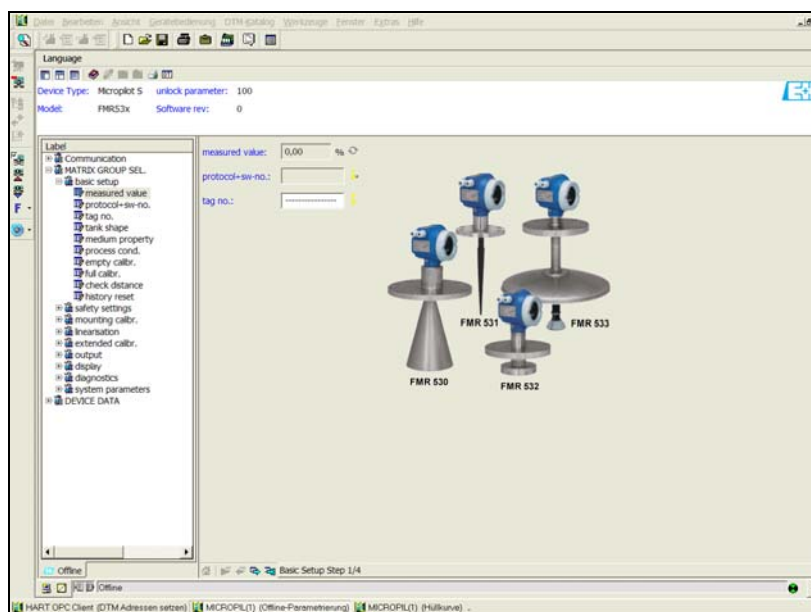 Datei Bearbeiten Ansicht Gerätebedienung DTM-Katalog Werkzeuge Fenster Extras Hilfe
Language
Device Type: Micropilot S unlock parameter: 100
Model: FMR53x Software rev: 0
E+
Label
Communication
MATRIX GROUP SEL.
basic setup
measured value
protocol+sw-no.
tag no.
tank shape
medium property
process cond.
empty calibr.
full calibr.
check distance
history reset
safety settings
mounting calibr.
linearisation
extended calibr.
output
display
diagnostics
system parameters
DEVICE DATA
measured value: 0,00 %
protocol+sw-no.:
tag no.: ----------------
FMR 531
FMR 533
FMR 530
FMR 532
F
Offline
Basic Setup Step 1/4
Offline
HART OPC Client (DTM Adressen setzen) MICROPIL(1) (Offline-Parametrierung) MICROPIL(1) (Hüllkurve)